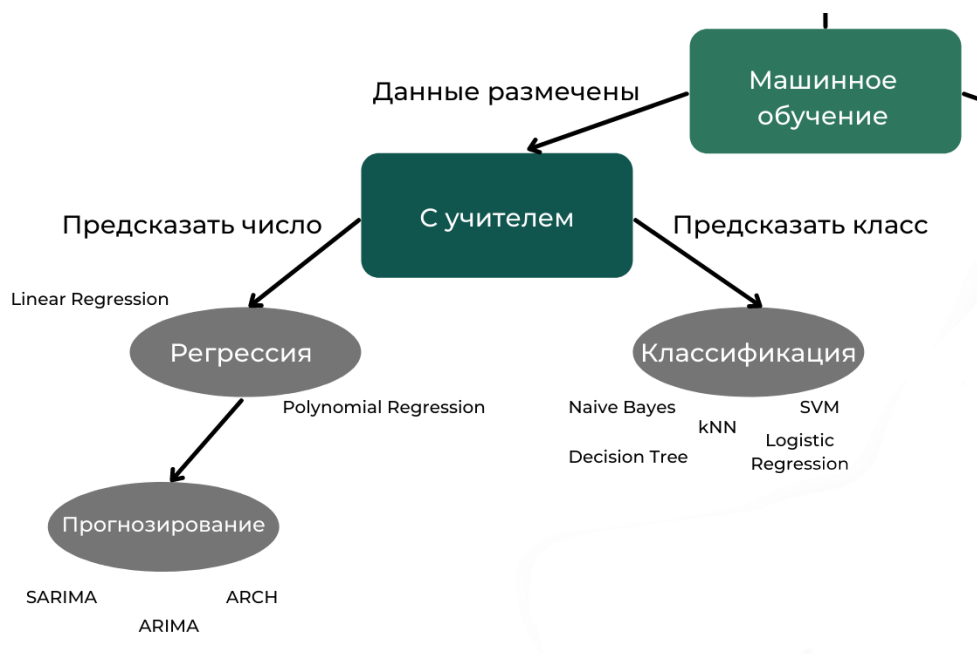 Машинное
обучение
Данные размечены
С учителем
Предсказать число
Предсказать класс
Linear Regression
Регрессия
Классификация
Polynomial Regression
Naive Bayes
SVM
kNN
Logistic
Regression
Decision Tree
Прогнозирование
SARIMA
ARCH
ARIMA